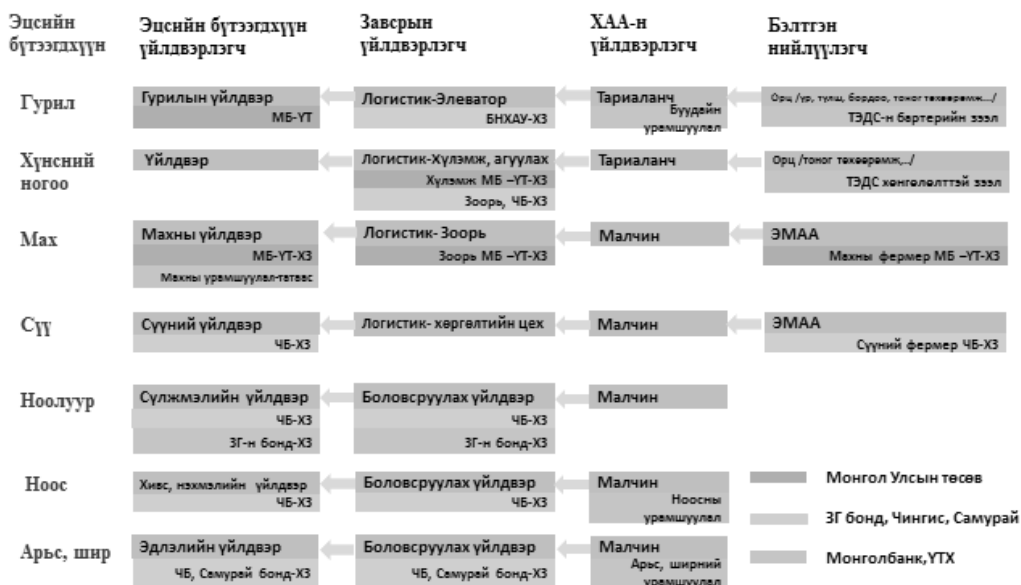 Эцсийн бүтээгдхүүн
Эцсийн бүтээгдхүүн үйлдвэрлэгч
Завсрын үйлдвэрлэгч
ХАА-н үйлдвэрлэгч
Бэлтгэн нийлүүлэгч
Гурил
Гурилын үйлдвэр
МБ-ҮТ
Логистик-Элеватор
БНХАУ-ХЗ
Тариаланч
Буудайн
урамшуулал
Орц /үр, түлш, бордоо, тоног төхөөрөмж.../
ТЭДС-н бартерийн зээл
Хүнсний
ногоо
Үйлдвэр
Логистик-Хүлэмж, агуулах
Хүлэмж МБ –ҮТ-ХЗ
Зоорь, ЧБ-ХЗ
Тариаланч
Орц /тоног төхөөрөмж,../
ТЭДС хөнгөлөлттэй зээл
Мах
Махны үйлдвэр
МБ-ҮТ-ХЗ
Махны урамшуулал-татаас
Логистик- Зоорь
Зоорь МБ –ҮТ-ХЗ
Малчин
ЭМАА
Махны фермер МБ –ҮТ-ХЗ
Сүү
Сүүний үйлдвэр
ЧБ-ХЗ
Логистик- хөргөлтийн цех
Малчин
ЭМАА
Сүүний фермер ЧБ-ХЗ
Ноолуур
Сүлжмэлийн үйлдвэр
ЧБ-ХЗ
ЗГ-н бонд-ХЗ
Боловсруулах үйлдвэр
ЧБ-ХЗ
ЗГ-н бонд-ХЗ
Малчин
Ноос
Хивс, нэхмэлийн үйлдвэр
ЧБ-ХЗ
Боловсруулах үйлдвэр
ЧБ-ХЗ
Малчин
Ноосны
урамшуулал
Арьс, шир
Эдлэлийн үйлдвэр
ЧБ, Самурай бонд-ХЗ
Боловсруулах үйлдвэр
ЧБ, Самурай бонд-ХЗ
Малчин
Арьс, ширний
урамшуулал
Монгол Улсын төсөв
ЗГ бонд, Чингис, Самурай
Монголбанк,ҮТХ